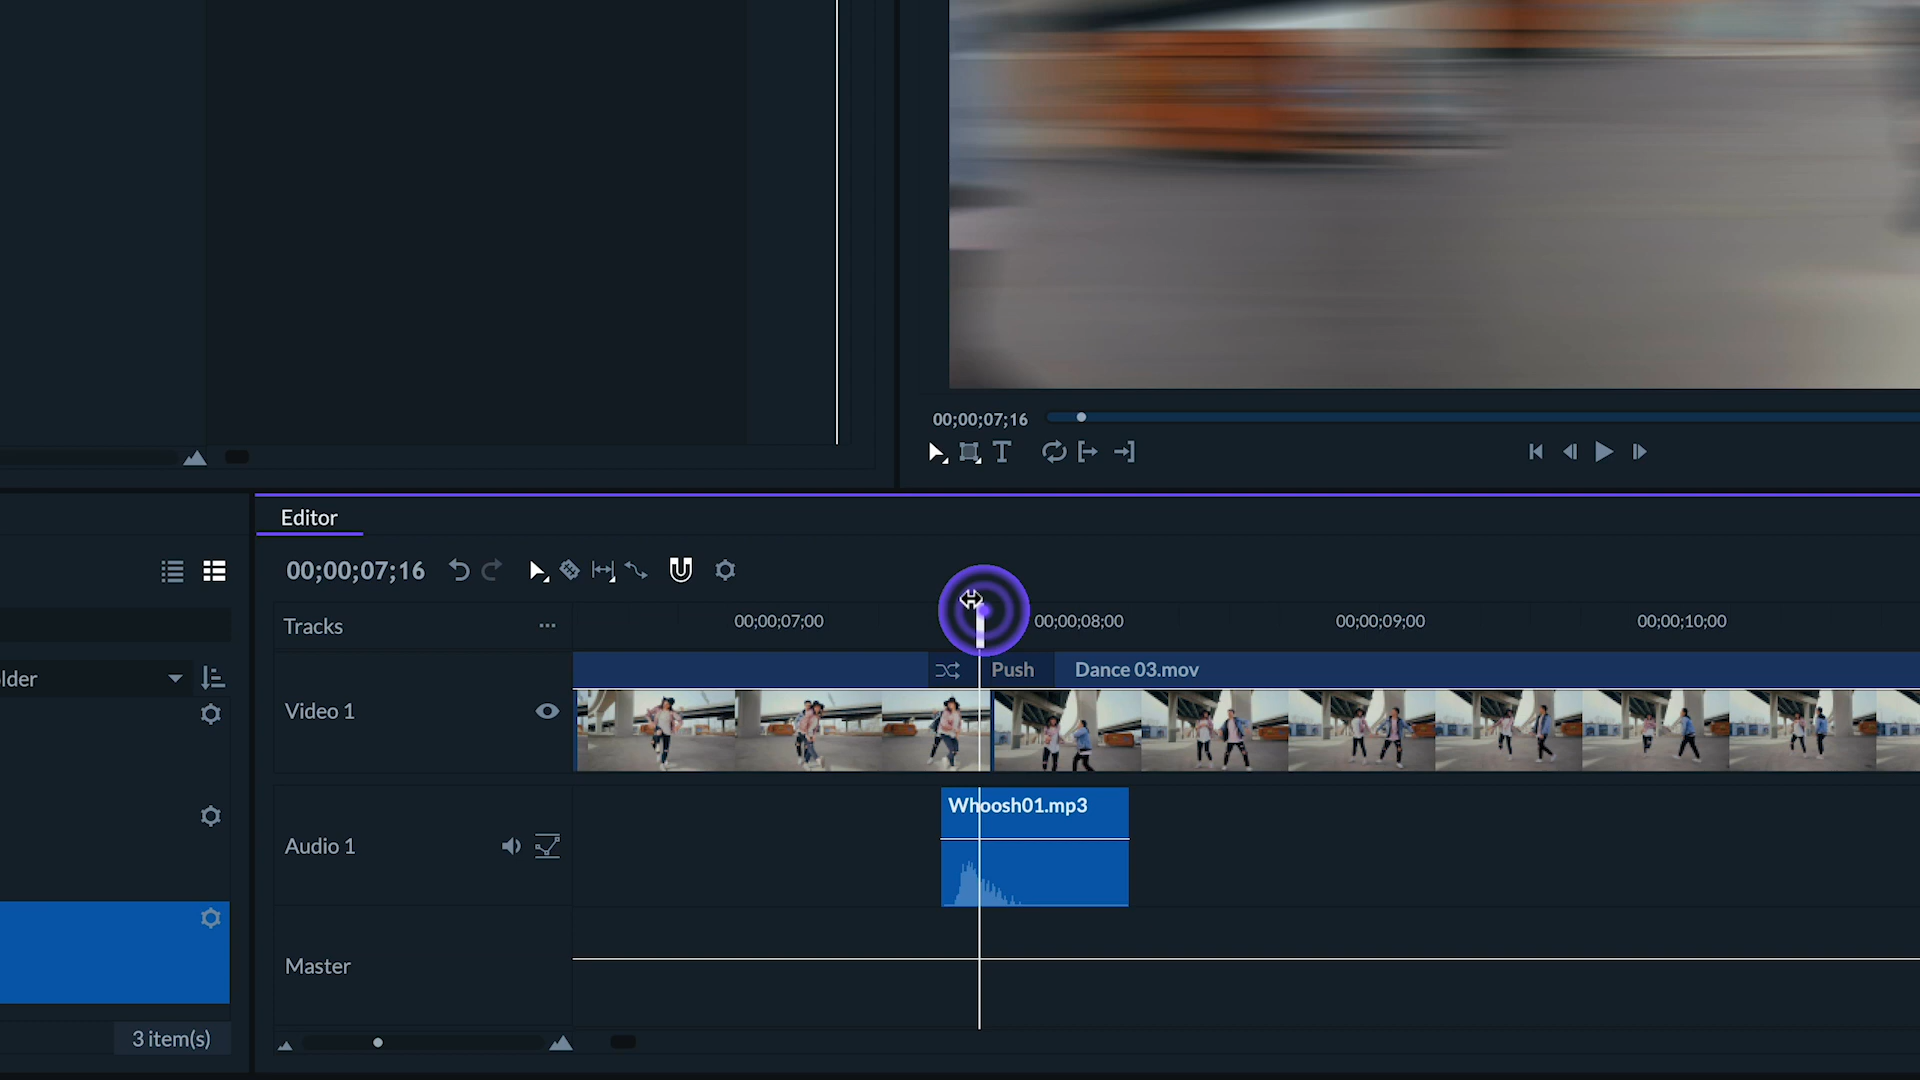 00;00;07;16
Editor
00;00;07;16
Tracks
00;00;07;00
00;00;08;00
00;00;09;00
00;00;10;00
lder
Push
Dance 03.mov
Video 1
Whoosh01.mp3
Audio 1
Master
3 item(s)